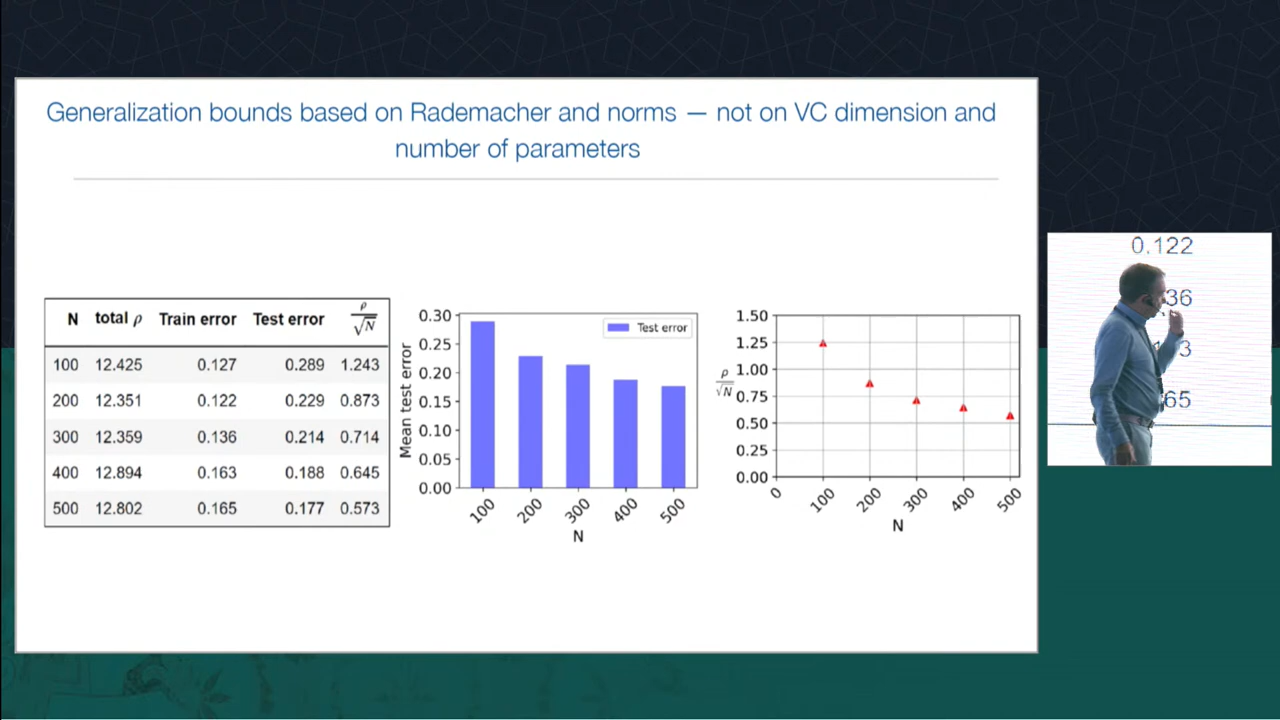 Generalization bounds based on Rademacher and norms — not on VC dimension and
number of parameters
N total ρ Train error Test error ρ/√N
100 12.425 0.127 0.289 1.243
200 12.351 0.122 0.229 0.873
300 12.359 0.136 0.214 0.714
400 12.894 0.163 0.188 0.645
500 12.802 0.165 0.177 0.573
Mean test error
0.30
0.25
0.20
0.15
0.10
0.05
0.00
Test error
100 200 300 400 500
N
ρ/√N
1.50
1.25
1.00
0.75
0.50
0.25
0.00
0 100 200 300 400 500
N
0.122
36
3
65